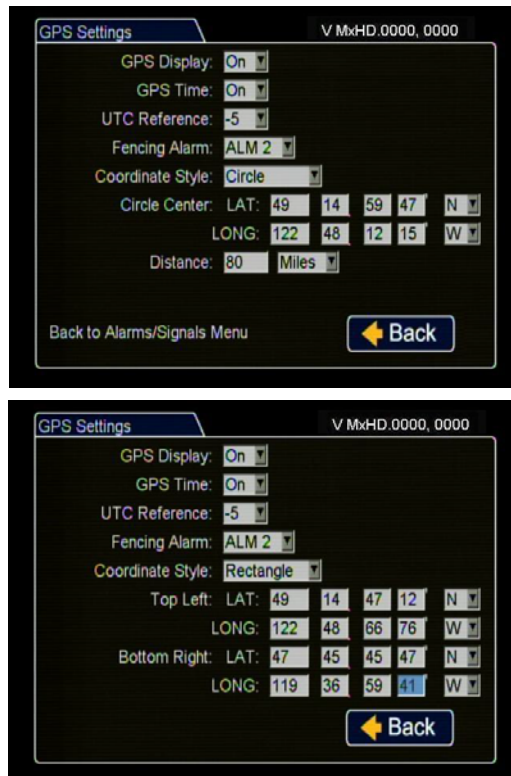 GPS Settings V MxHD.0000, 0000
GPS Display: On
GPS Time: On
UTC Reference: -5
Fencing Alarm: ALM 2
Coordinate Style: Circle
Circle Center: LAT: 49 14 59 47 N
LONG: 122 48 12 15 W
Distance: 80 Miles
Back to Alarms/Signals Menu Back
GPS Settings V MxHD.0000, 0000
GPS Display: On
GPS Time: On
UTC Reference: -5
Fencing Alarm: ALM 2
Coordinate Style: Rectangle
Top Left: LAT: 49 14 47 12 N
LONG: 122 48 66 76 W
Bottom Right: LAT: 47 45 45 47 N
LONG: 119 36 59 41 W
Back